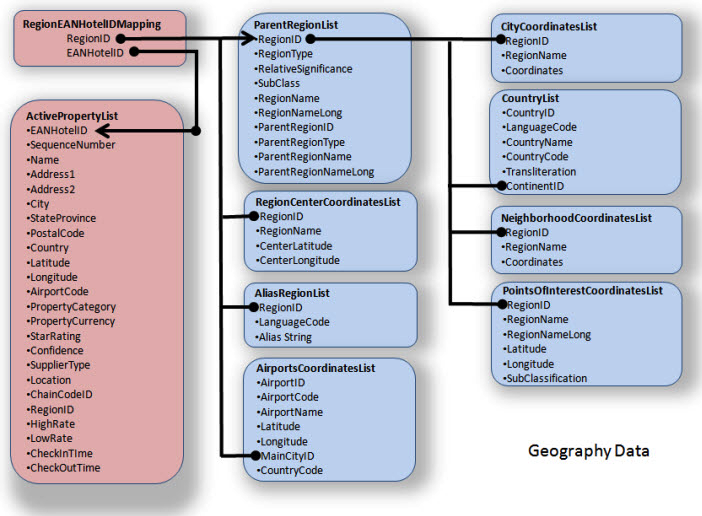 RegionEANHotelIDMapping
RegionID
EANHotelID
ActivePropertyList
•EANHotelID
•SequenceNumber
•Name
•Address1
•Address2
•City
•StateProvince
•PostalCode
•Country
•Latitude
•Longitude
•AirportCode
•PropertyCategory
•PropertyCurrency
•StarRating
•Confidence
•SupplierType
•Location
•ChainCodeID
•RegionID
•HighRate
•LowRate
•CheckInTIme
•CheckOutTime
ParentRegionList
•RegionID
•RegionType
•RelativeSignificance
•SubClass
•RegionName
•RegionNameLong
•ParentRegionID
•ParentRegionType
•ParentRegionName
•ParentRegionNameLong
RegionCenterCoordinatesList
RegionID
•RegionName
•CenterLatitude
•CenterLongitude
AliasRegionList
RegionID
•LanguageCode
•Alias String
AirportsCoordinatesList
•AirportID
•AirportCode
•AirportName
•Latitude
•Longitude
MainCityID
•CountryCode
CityCoordinatesList
RegionID
•RegionName
•Coordinates
CountryList
•CountryID
•LanguageCode
•CountryName
•CountryCode
•Transliteration
ContinentID
NeighborhoodCoordinatesList
RegionID
•RegionName
•Coordinates
PointsOfInterestCoordinatesList
RegionID
•RegionName
•RegionNameLong
•Latitude
•Longitude
•SubClassification
Geography Data